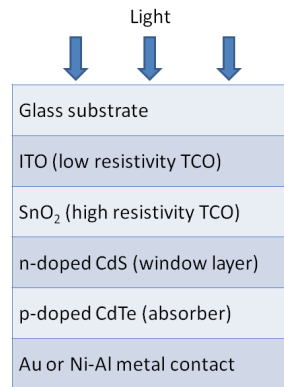 Light
Glass substrate
ITO (low resistivity TCO)
SnO₂ (high resistivity TCO)
n-doped CdS (window layer)
p-doped CdTe (absorber)
Au or Ni-Al metal contact